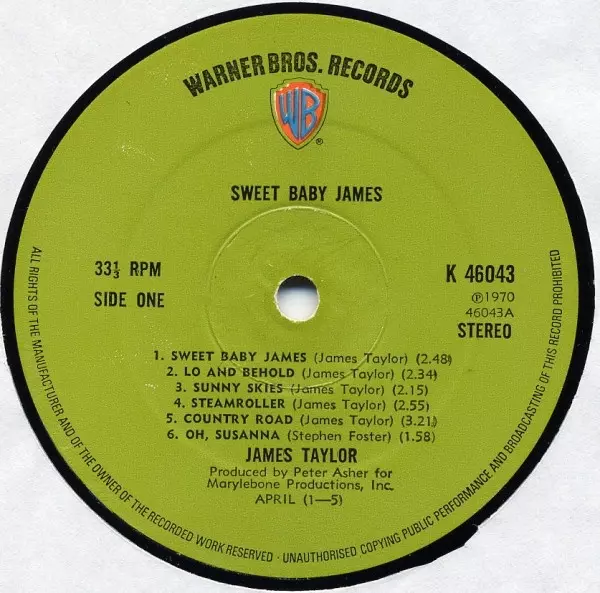 WARNER BROS. RECORDS
WB
®
SWEET BABY JAMES
33⅓ RPM
SIDE ONE
K 46043
℗1970
46043A
STEREO
1. SWEET BABY JAMES (James Taylor) (2.48)
2. LO AND BEHOLD (James Taylor) (2.34)
3. SUNNY SKIES (James Taylor) (2.15)
4. STEAMROLLER (James Taylor) (2.55)
5. COUNTRY ROAD (James Taylor) (3.21)
6. OH, SUSANNA (Stephen Foster) (1.58)
JAMES TAYLOR
Produced by Peter Asher for
Marylebone Productions, Inc.
APRIL (1—5)
ALL RIGHTS OF THE MANUFACTURER AND OF THE OWNER OF THE RECORDED WORK RESERVED · UNAUTHORISED COPYING PUBLIC PERFORMANCE AND BROADCASTING OF THIS RECORD PROHIBITED